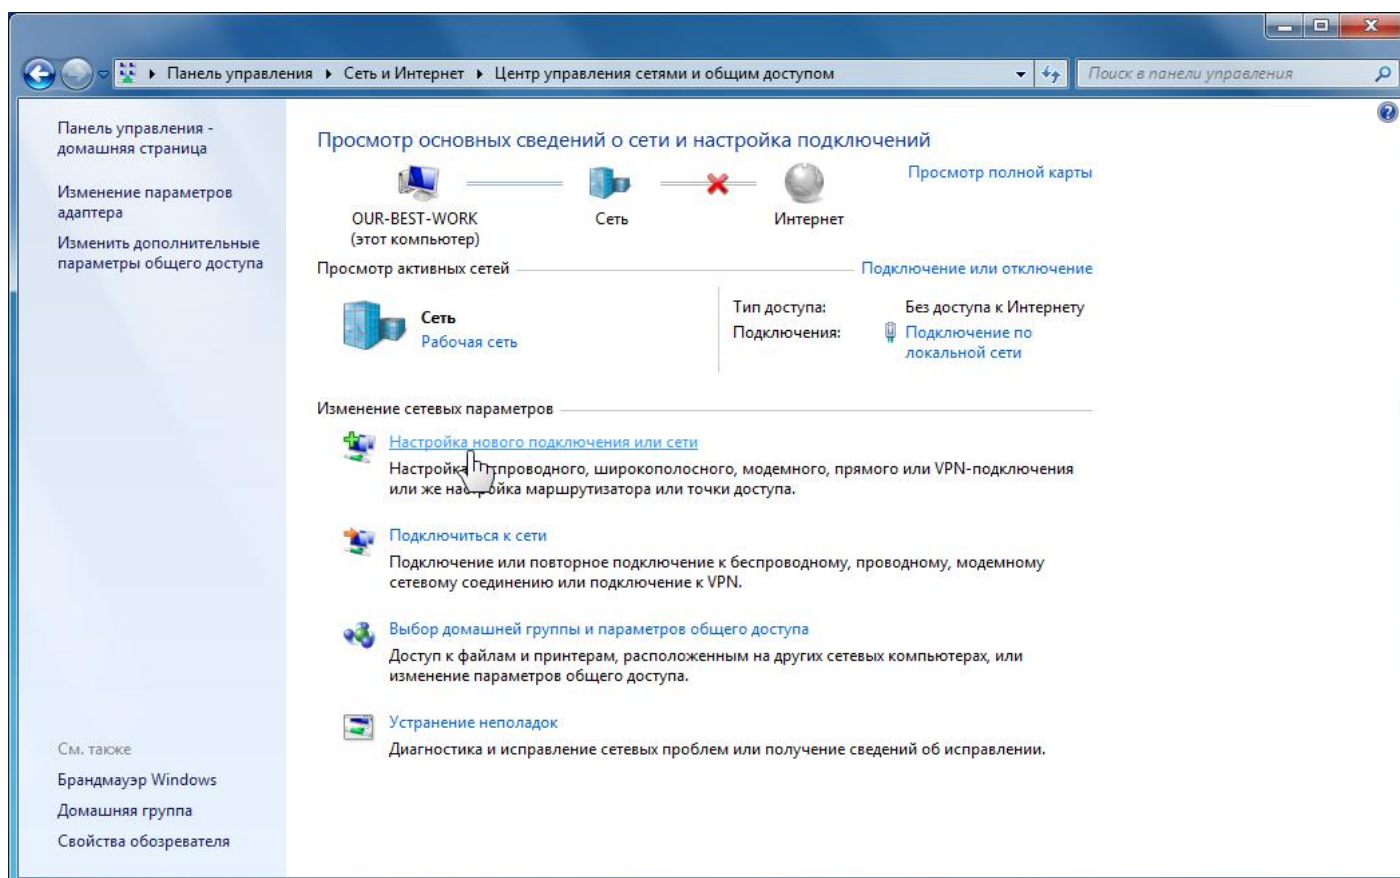 Панель управления ▸ Сеть и Интернет ▸ Центр управления сетями и общим доступом
Поиск в панели управления
Панель управления -
домашняя страница
Изменение параметров
адаптера
Изменить дополнительные
параметры общего доступа
См. также
Брандмауэр Windows
Домашняя группа
Свойства обозревателя
Просмотр основных сведений о сети и настройка подключений
Просмотр полной карты
OUR-BEST-WORK
(этот компьютер)
Сеть
Интернет
Просмотр активных сетей
Подключение или отключение
Сеть
Рабочая сеть
Тип доступа: Без доступа к Интернету
Подключения: Подключение по
локальной сети
Изменение сетевых параметров
Настройка нового подключения или сети
Настройка беспроводного, широкополосного, модемного, прямого или VPN-подключения
или же настройка маршрутизатора или точки доступа.
Подключиться к сети
Подключение или повторное подключение к беспроводному, проводному, модемному
сетевому соединению или подключение к VPN.
Выбор домашней группы и параметров общего доступа
Доступ к файлам и принтерам, расположенным на других сетевых компьютерах, или
изменение параметров общего доступа.
Устранение неполадок
Диагностика и исправление сетевых проблем или получение сведений об исправлении.